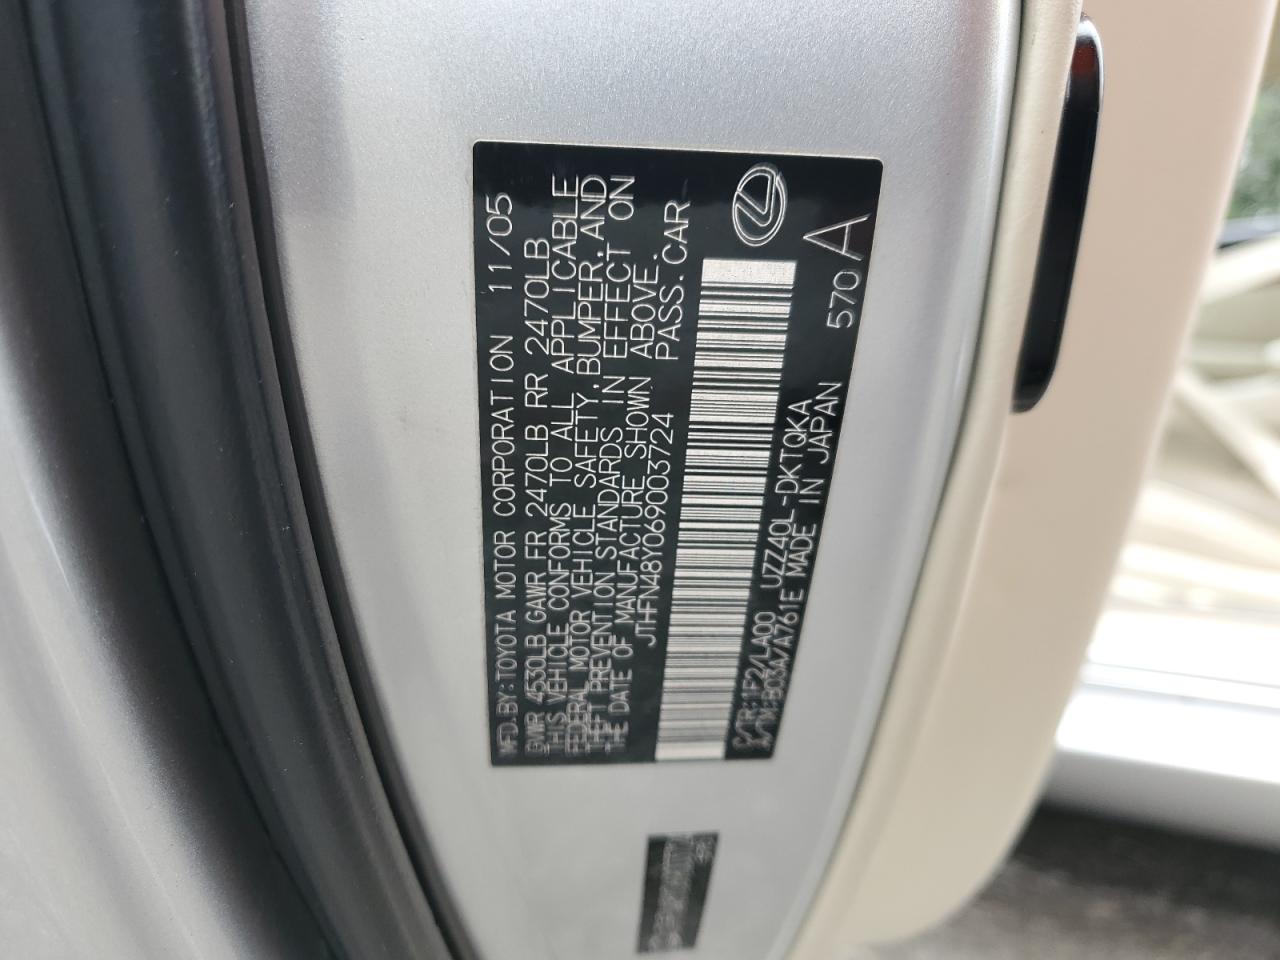 MFD.BY:TOYOTA MOTOR CORPORATION 11/05
GVWR 4530LB GAWR FR 2470LB RR 2470LB
THIS VEHICLE CONFORMS TO ALL APPLICABLE
FEDERAL MOTOR VEHICLE SAFETY, BUMPER, AND
THEFT PREVENTION STANDARDS IN EFFECT ON
THE DATE OF MANUFACTURE SHOWN ABOVE.
JTHFN48Y069003724 PASS.CAR
C/TR:1F2/LA00 UZZ40L-DKTQKA 570
A/TM:B03A/A761E MADE IN JAPAN A